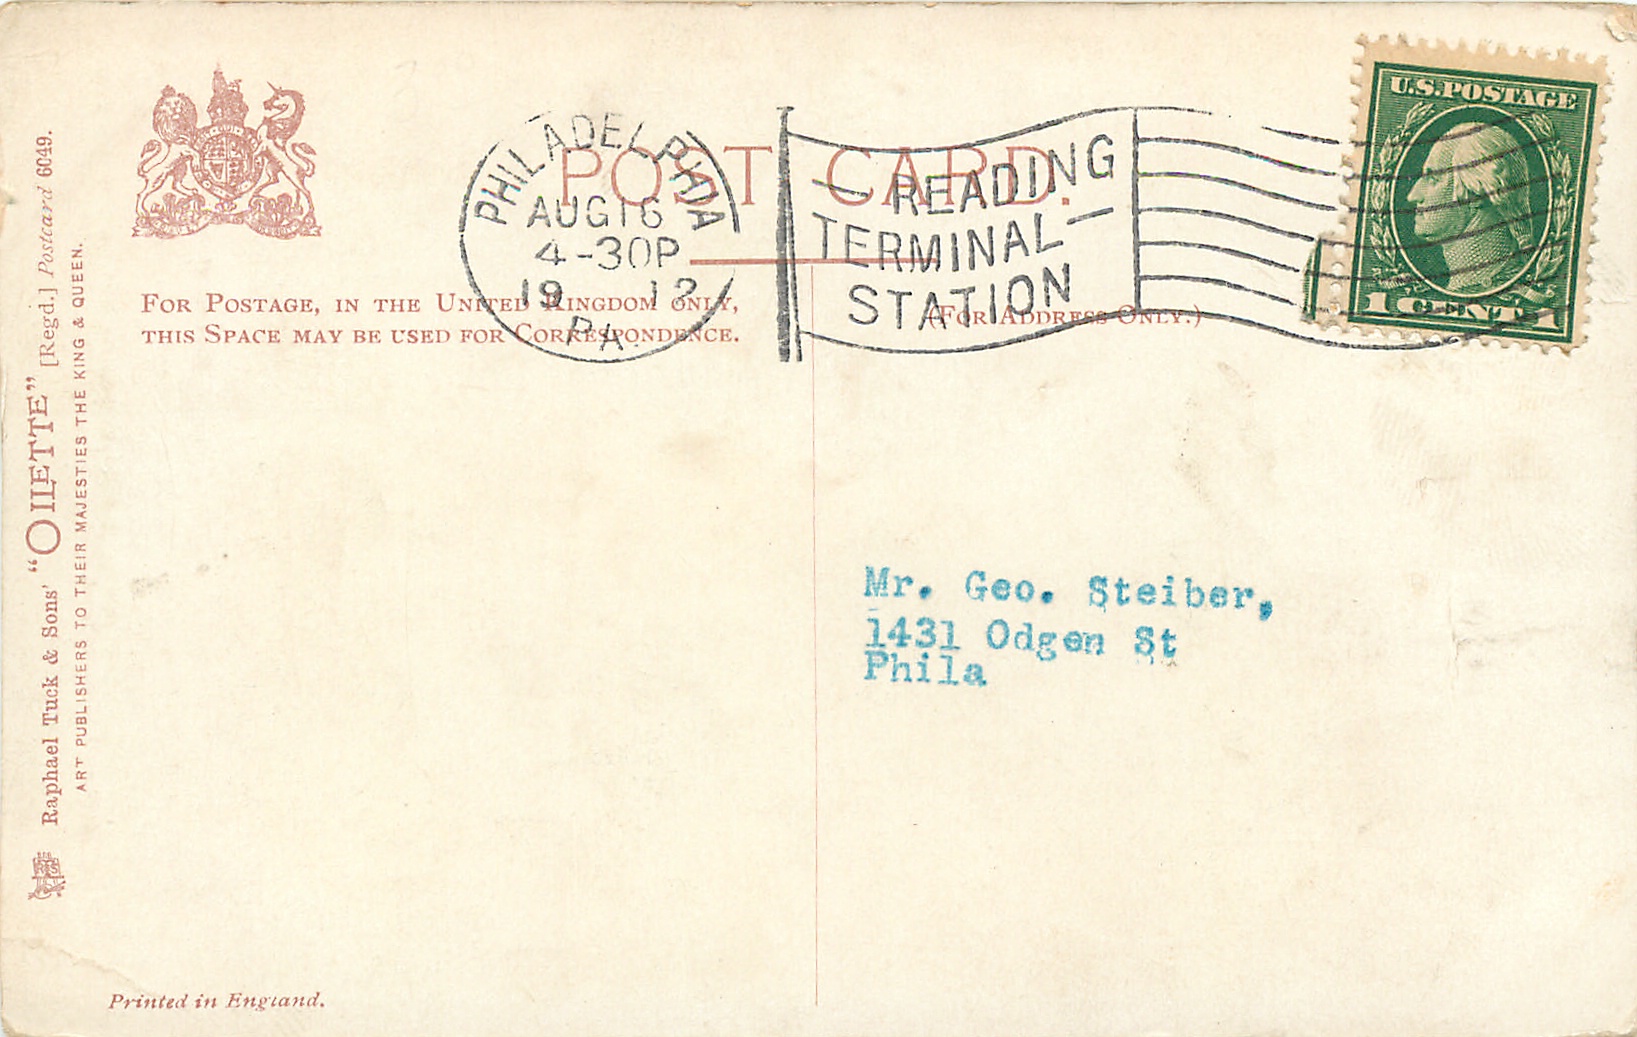 POST CARD.
PHILADELPHIA
AUG 16
4-30P
19 12
PA.
READING
TERMINAL
STATION
U.S.POSTAGE
1 CENT 1
FOR POSTAGE, IN THE UNITED KINGDOM ONLY,
THIS SPACE MAY BE USED FOR CORRESPONDENCE.
(FOR ADDRESS ONLY.)
Raphael Tuck & Sons' "OILETTE" [Regd.] Postcard 6049.
ART PUBLISHERS TO THEIR MAJESTIES THE KING & QUEEN.
Mr. Geo. Steiber,
1431 Odgen St
Phila
Printed in England.